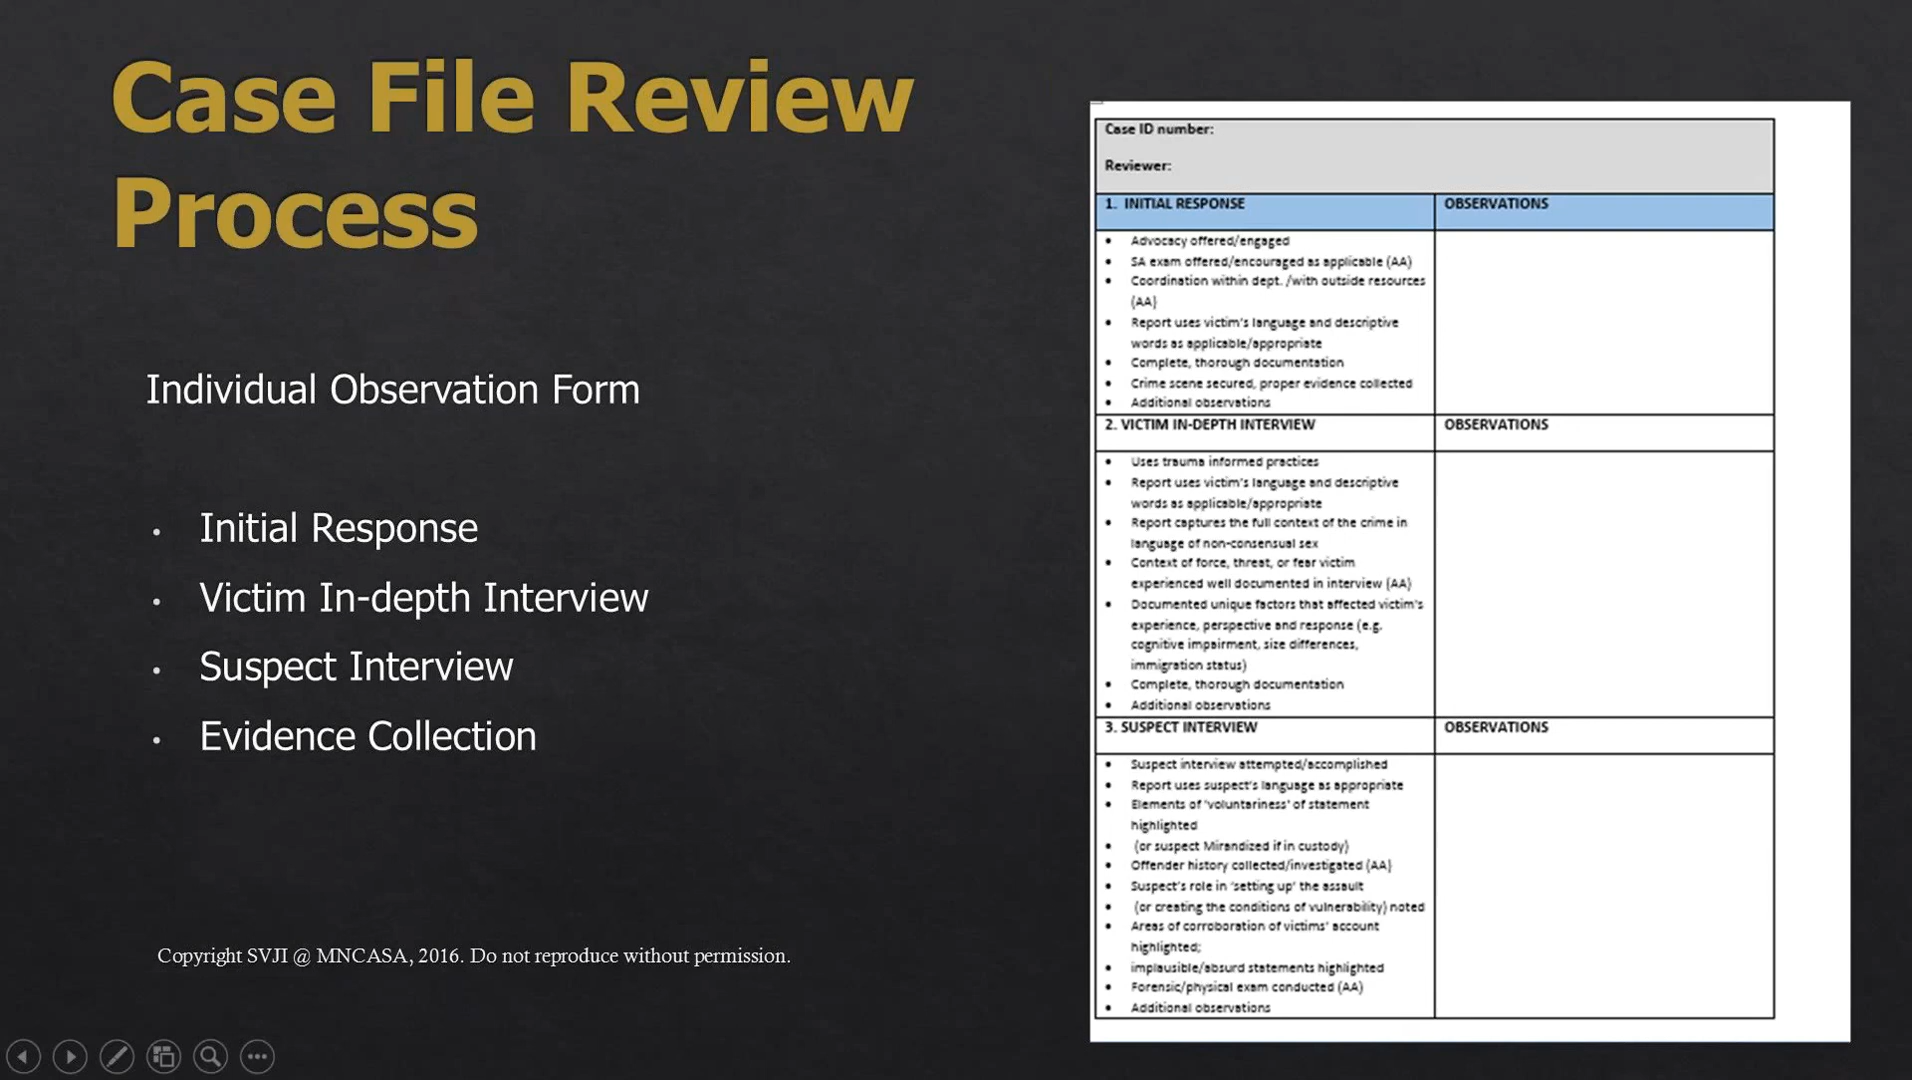 Case File Review
Process
Individual Observation Form
• Initial Response
• Victim In-depth Interview
• Suspect Interview
• Evidence Collection
Copyright SVJI @ MNCASA, 2016. Do not reproduce without permission.
Case ID number:
Reviewer:
1. INITIAL RESPONSE
OBSERVATIONS
• Advocacy offered/engaged
• SA exam offered/encouraged as applicable (AA)
• Coordination within dept. /with outside resources
(AA)
• Report uses victim's language and descriptive
words as applicable/appropriate
• Complete, thorough documentation
• Crime scene secured, proper evidence collected
• Additional observations
2. VICTIM IN-DEPTH INTERVIEW
OBSERVATIONS
• Uses trauma informed practices
• Report uses victim's language and descriptive
words as applicable/appropriate
• Report captures the full context of the crime in
language of non-consensual sex
• Context of force, threat, or fear victim
experienced well documented in interview (AA)
• Documented unique factors that affected victim's
experience, perspective and response (e.g.
cognitive impairment, size differences,
immigration status)
• Complete, thorough documentation
• Additional observations
3. SUSPECT INTERVIEW
OBSERVATIONS
• Suspect interview attempted/accomplished
• Report uses suspect's language as appropriate
• Elements of 'voluntariness' of statement
highlighted
• (or suspect Mirandized if in custody)
• Offender history collected/investigated (AA)
• Suspect's role in 'setting up' the assault
• (or creating the conditions of vulnerability) noted
• Areas of corroboration of victims' account
highlighted;
• implausible/absurd statements highlighted
• Forensic/physical exam conducted (AA)
• Additional observations